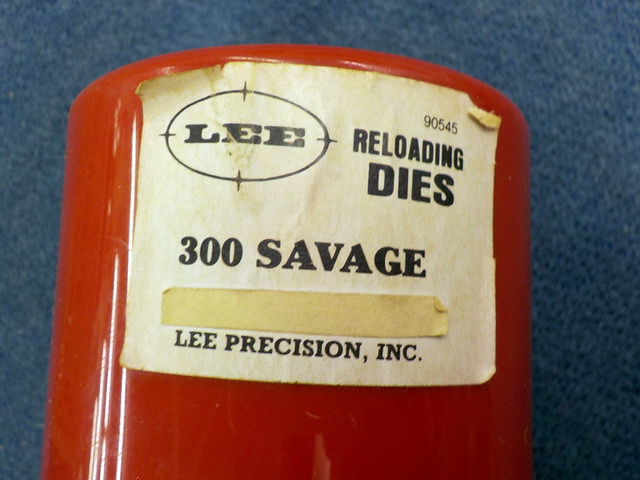 LEE
90545
RELOADING
DIES
300 SAVAGE
LEE PRECISION, INC.